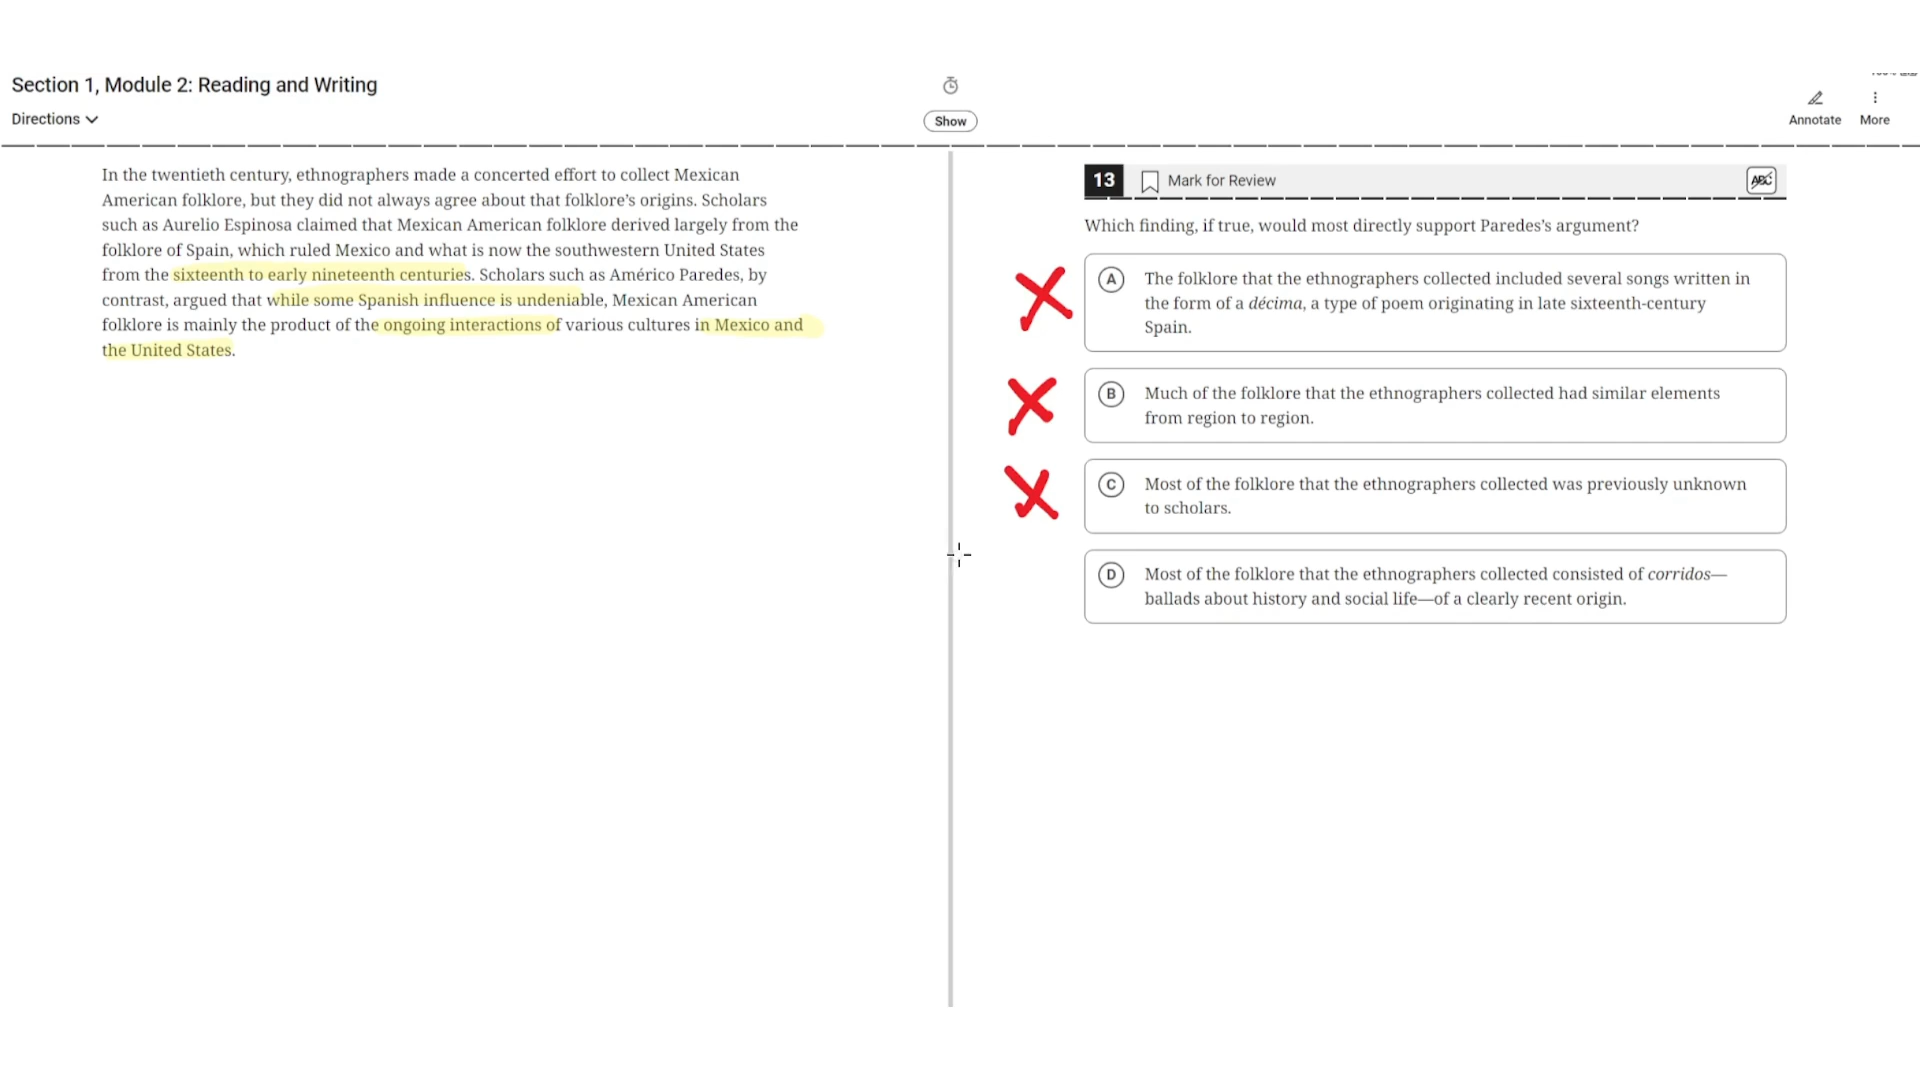 Section 1, Module 2: Reading and Writing
Directions
Show
Annotate
More
In the twentieth century, ethnographers made a concerted effort to collect Mexican
American folklore, but they did not always agree about that folklore's origins. Scholars
such as Aurelio Espinosa claimed that Mexican American folklore derived largely from the
folklore of Spain, which ruled Mexico and what is now the southwestern United States
from the sixteenth to early nineteenth centuries. Scholars such as Américo Paredes, by
contrast, argued that while some Spanish influence is undeniable, Mexican American
folklore is mainly the product of the ongoing interactions of various cultures in Mexico and
the United States.
13 Mark for Review ABC
Which finding, if true, would most directly support Paredes's argument?
A The folklore that the ethnographers collected included several songs written in
the form of a décima, a type of poem originating in late sixteenth-century
Spain.
B Much of the folklore that the ethnographers collected had similar elements
from region to region.
C Most of the folklore that the ethnographers collected was previously unknown
to scholars.
D Most of the folklore that the ethnographers collected consisted of corridos—
ballads about history and social life—of a clearly recent origin.